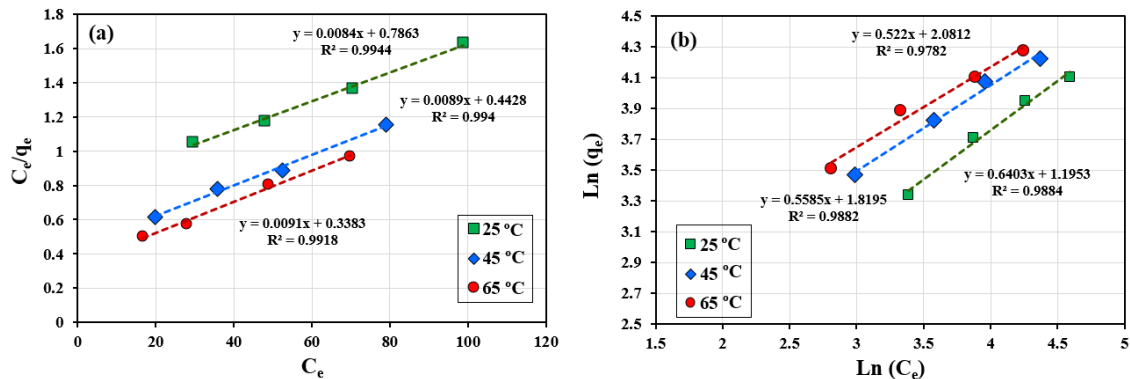 (a)
y = 0.0084x + 0.7863
R² = 0.9944
y = 0.0089x + 0.4428
R² = 0.994
y = 0.0091x + 0.3383
R² = 0.9918
25 ºC
45 ºC
65 ºC
1.8
1.6
1.4
1.2
1
0.8
0.6
0.4
0.2
0
0
20
40
60
80
100
120
Cₑ/qₑ
Cₑ
(b)
y = 0.522x + 2.0812
R² = 0.9782
y = 0.5585x + 1.8195
R² = 0.9882
y = 0.6403x + 1.1953
R² = 0.9884
25 ºC
45 ºC
65 ºC
4.5
4.3
4.1
3.9
3.7
3.5
3.3
3.1
2.9
2.7
2.5
1.5
2
2.5
3
3.5
4
4.5
5
Ln (qₑ)
Ln (Cₑ)